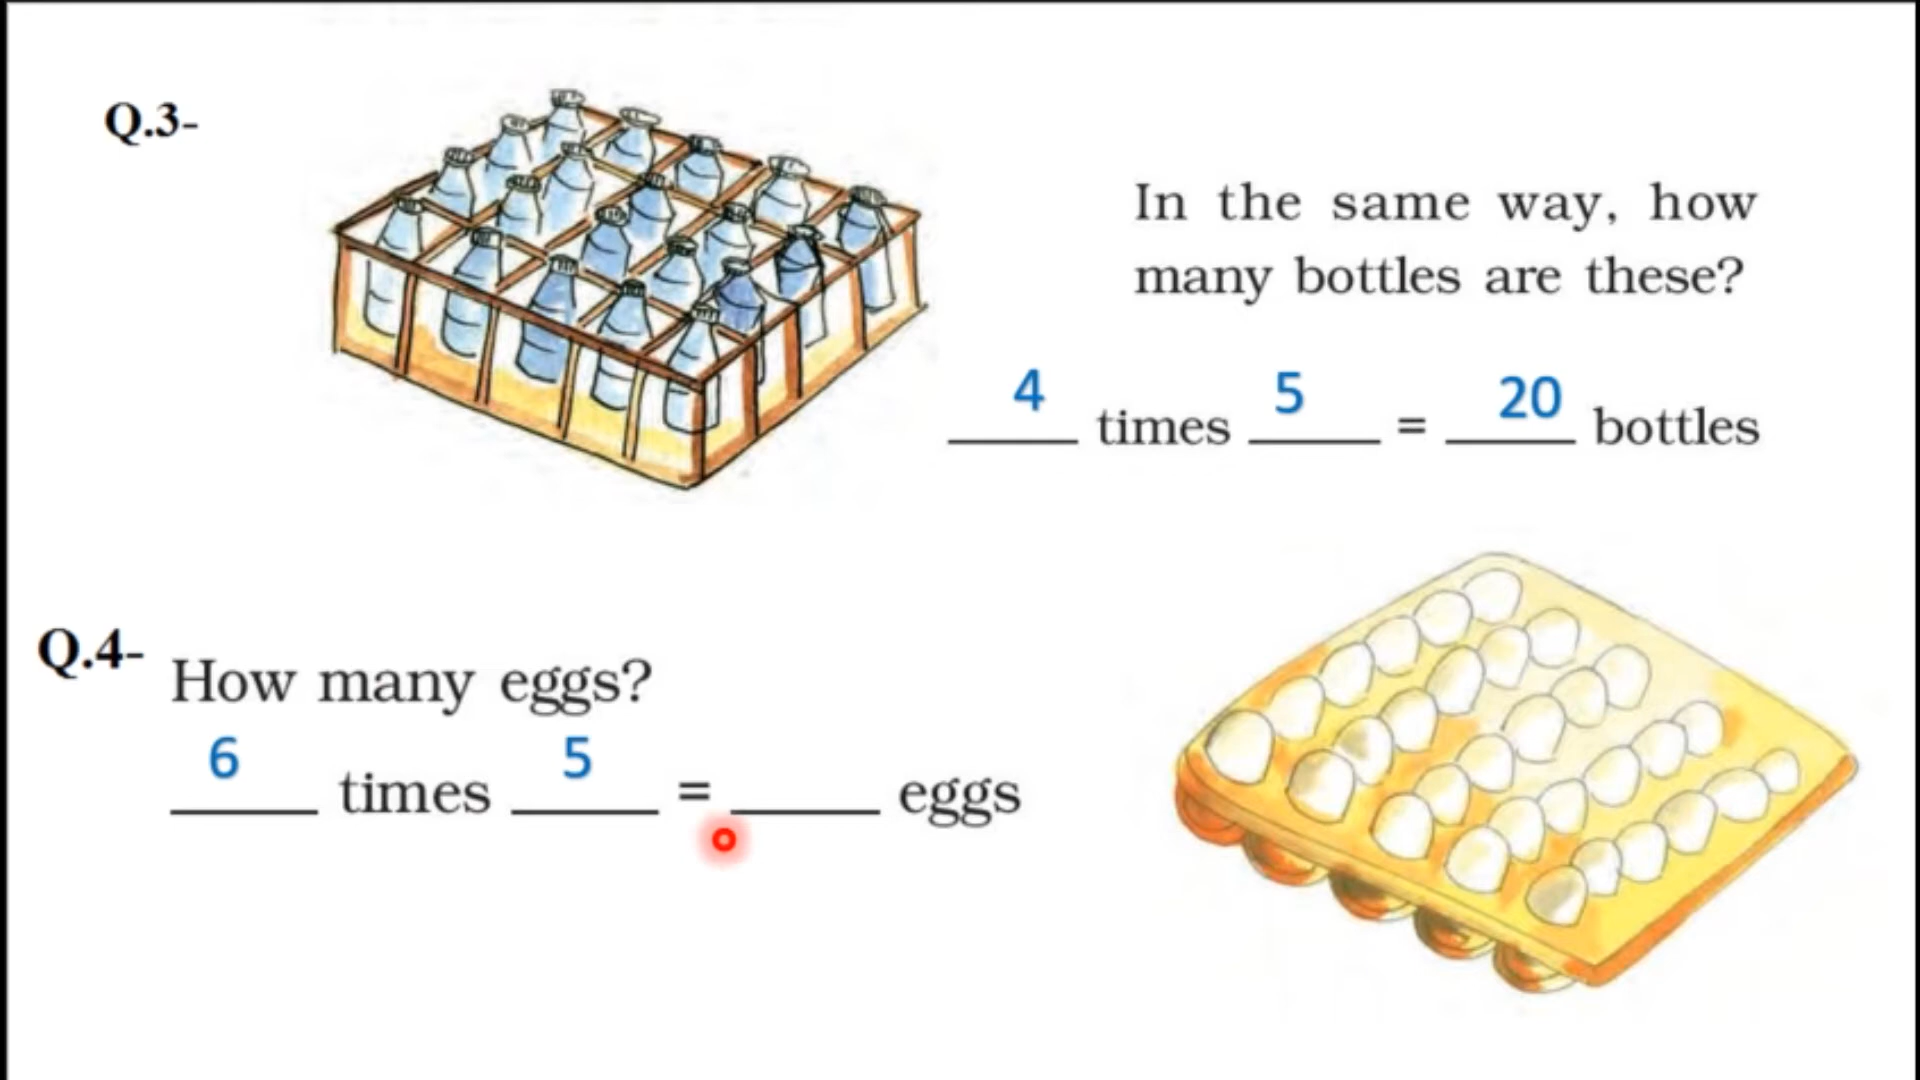 Q.3-
In the same way, how
many bottles are these?
4 times 5 = 20 bottles
Q.4-
How many eggs?
6 times 5 = ____ eggs